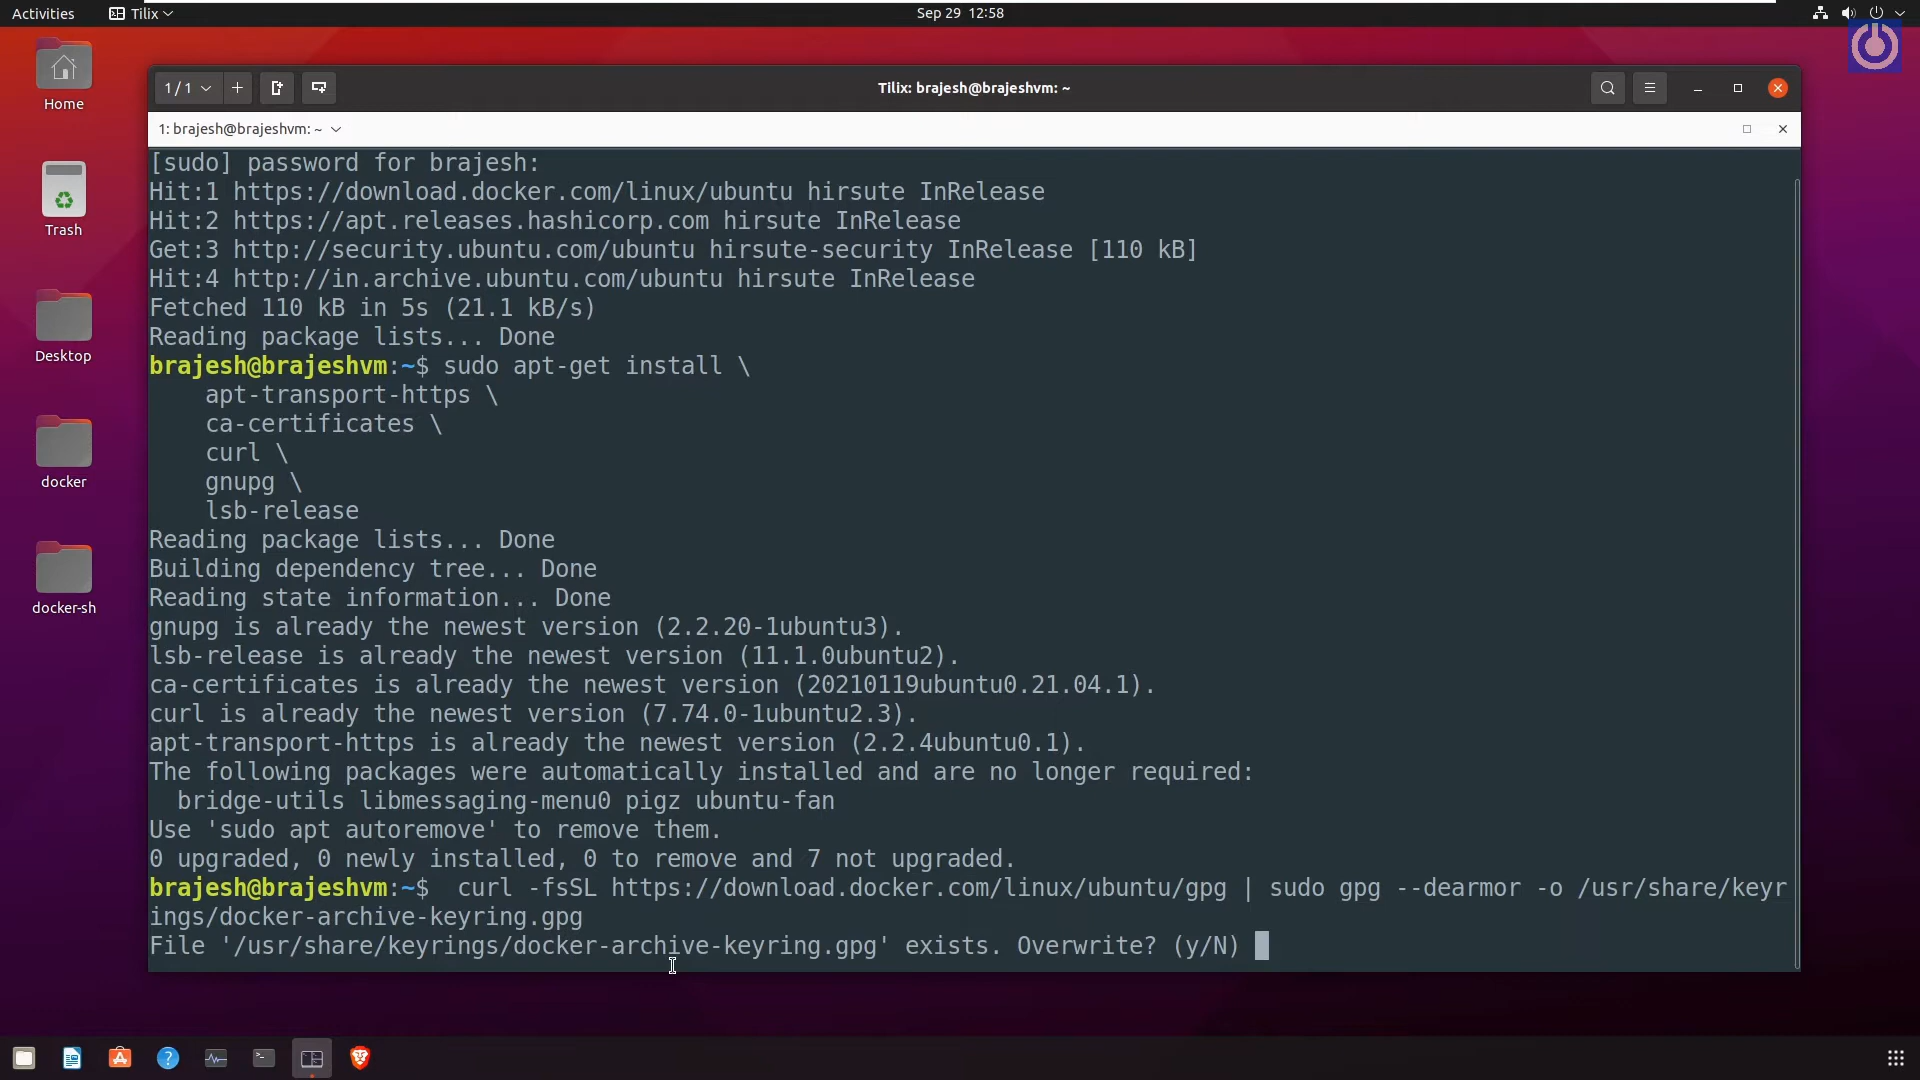 Activities
Tilix
Sep 29 12:58
Home
Trash
Desktop
docker
docker-sh
1 / 1
Tilix: brajesh@brajeshvm: ~
1: brajesh@brajeshvm: ~
[sudo] password for brajesh:
Hit:1 https://download.docker.com/linux/ubuntu hirsute InRelease
Hit:2 https://apt.releases.hashicorp.com hirsute InRelease
Get:3 http://security.ubuntu.com/ubuntu hirsute-security InRelease [110 kB]
Hit:4 http://in.archive.ubuntu.com/ubuntu hirsute InRelease
Fetched 110 kB in 5s (21.1 kB/s)
Reading package lists... Done
brajesh@brajeshvm:~$ sudo apt-get install \
    apt-transport-https \
    ca-certificates \
    curl \
    gnupg \
    lsb-release
Reading package lists... Done
Building dependency tree... Done
Reading state information... Done
gnupg is already the newest version (2.2.20-1ubuntu3).
lsb-release is already the newest version (11.1.0ubuntu2).
ca-certificates is already the newest version (20210119ubuntu0.21.04.1).
curl is already the newest version (7.74.0-1ubuntu2.3).
apt-transport-https is already the newest version (2.2.4ubuntu0.1).
The following packages were automatically installed and are no longer required:
  bridge-utils libmessaging-menu0 pigz ubuntu-fan
Use 'sudo apt autoremove' to remove them.
0 upgraded, 0 newly installed, 0 to remove and 7 not upgraded.
brajesh@brajeshvm:~$  curl -fsSL https://download.docker.com/linux/ubuntu/gpg | sudo gpg --dearmor -o /usr/share/keyr
ings/docker-archive-keyring.gpg
File '/usr/share/keyrings/docker-archive-keyring.gpg' exists. Overwrite? (y/N)